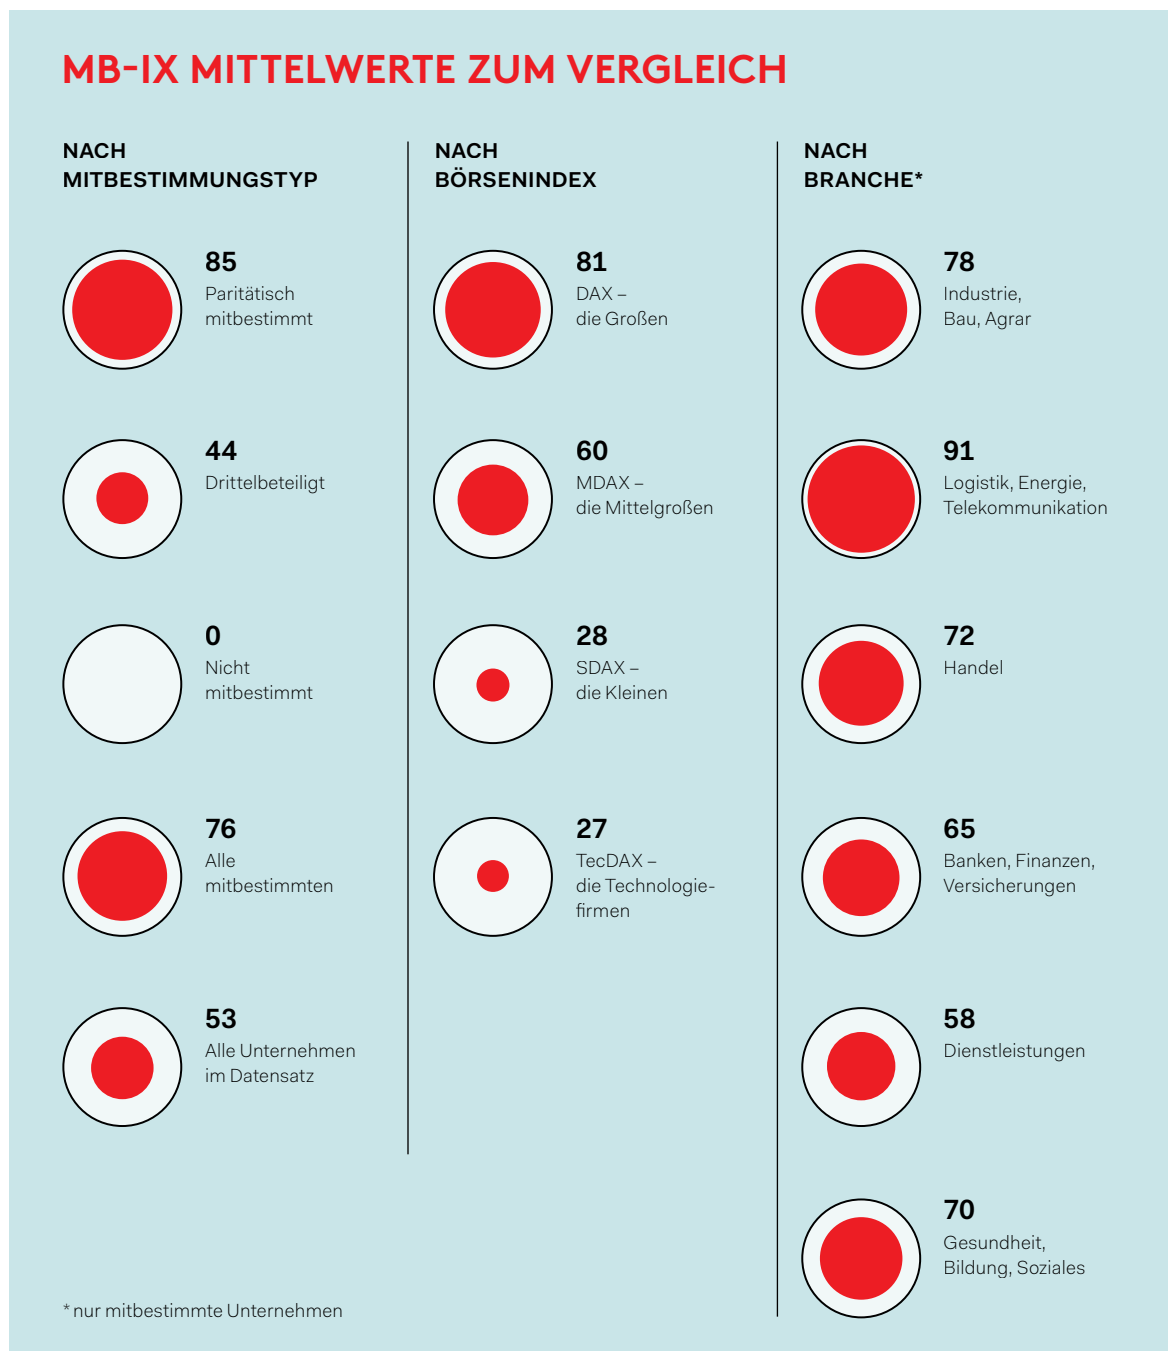 MB-IX MITTELWERTE ZUM VERGLEICH
NACH
MITBESTIMMUNGSTYP
85
Paritätisch
mitbestimmt
44
Drittelbeteiligt
0
Nicht
mitbestimmt
76
Alle
mitbestimmten
53
Alle Unternehmen
im Datensatz
NACH
BÖRSENINDEX
81
DAX –
die Großen
60
MDAX –
die Mittelgroßen
28
SDAX –
die Kleinen
27
TecDAX –
die Technologie-
firmen
NACH
BRANCHE*
78
Industrie,
Bau, Agrar
91
Logistik, Energie,
Telekommunikation
72
Handel
65
Banken, Finanzen,
Versicherungen
58
Dienstleistungen
70
Gesundheit,
Bildung, Soziales
* nur mitbestimmte Unternehmen